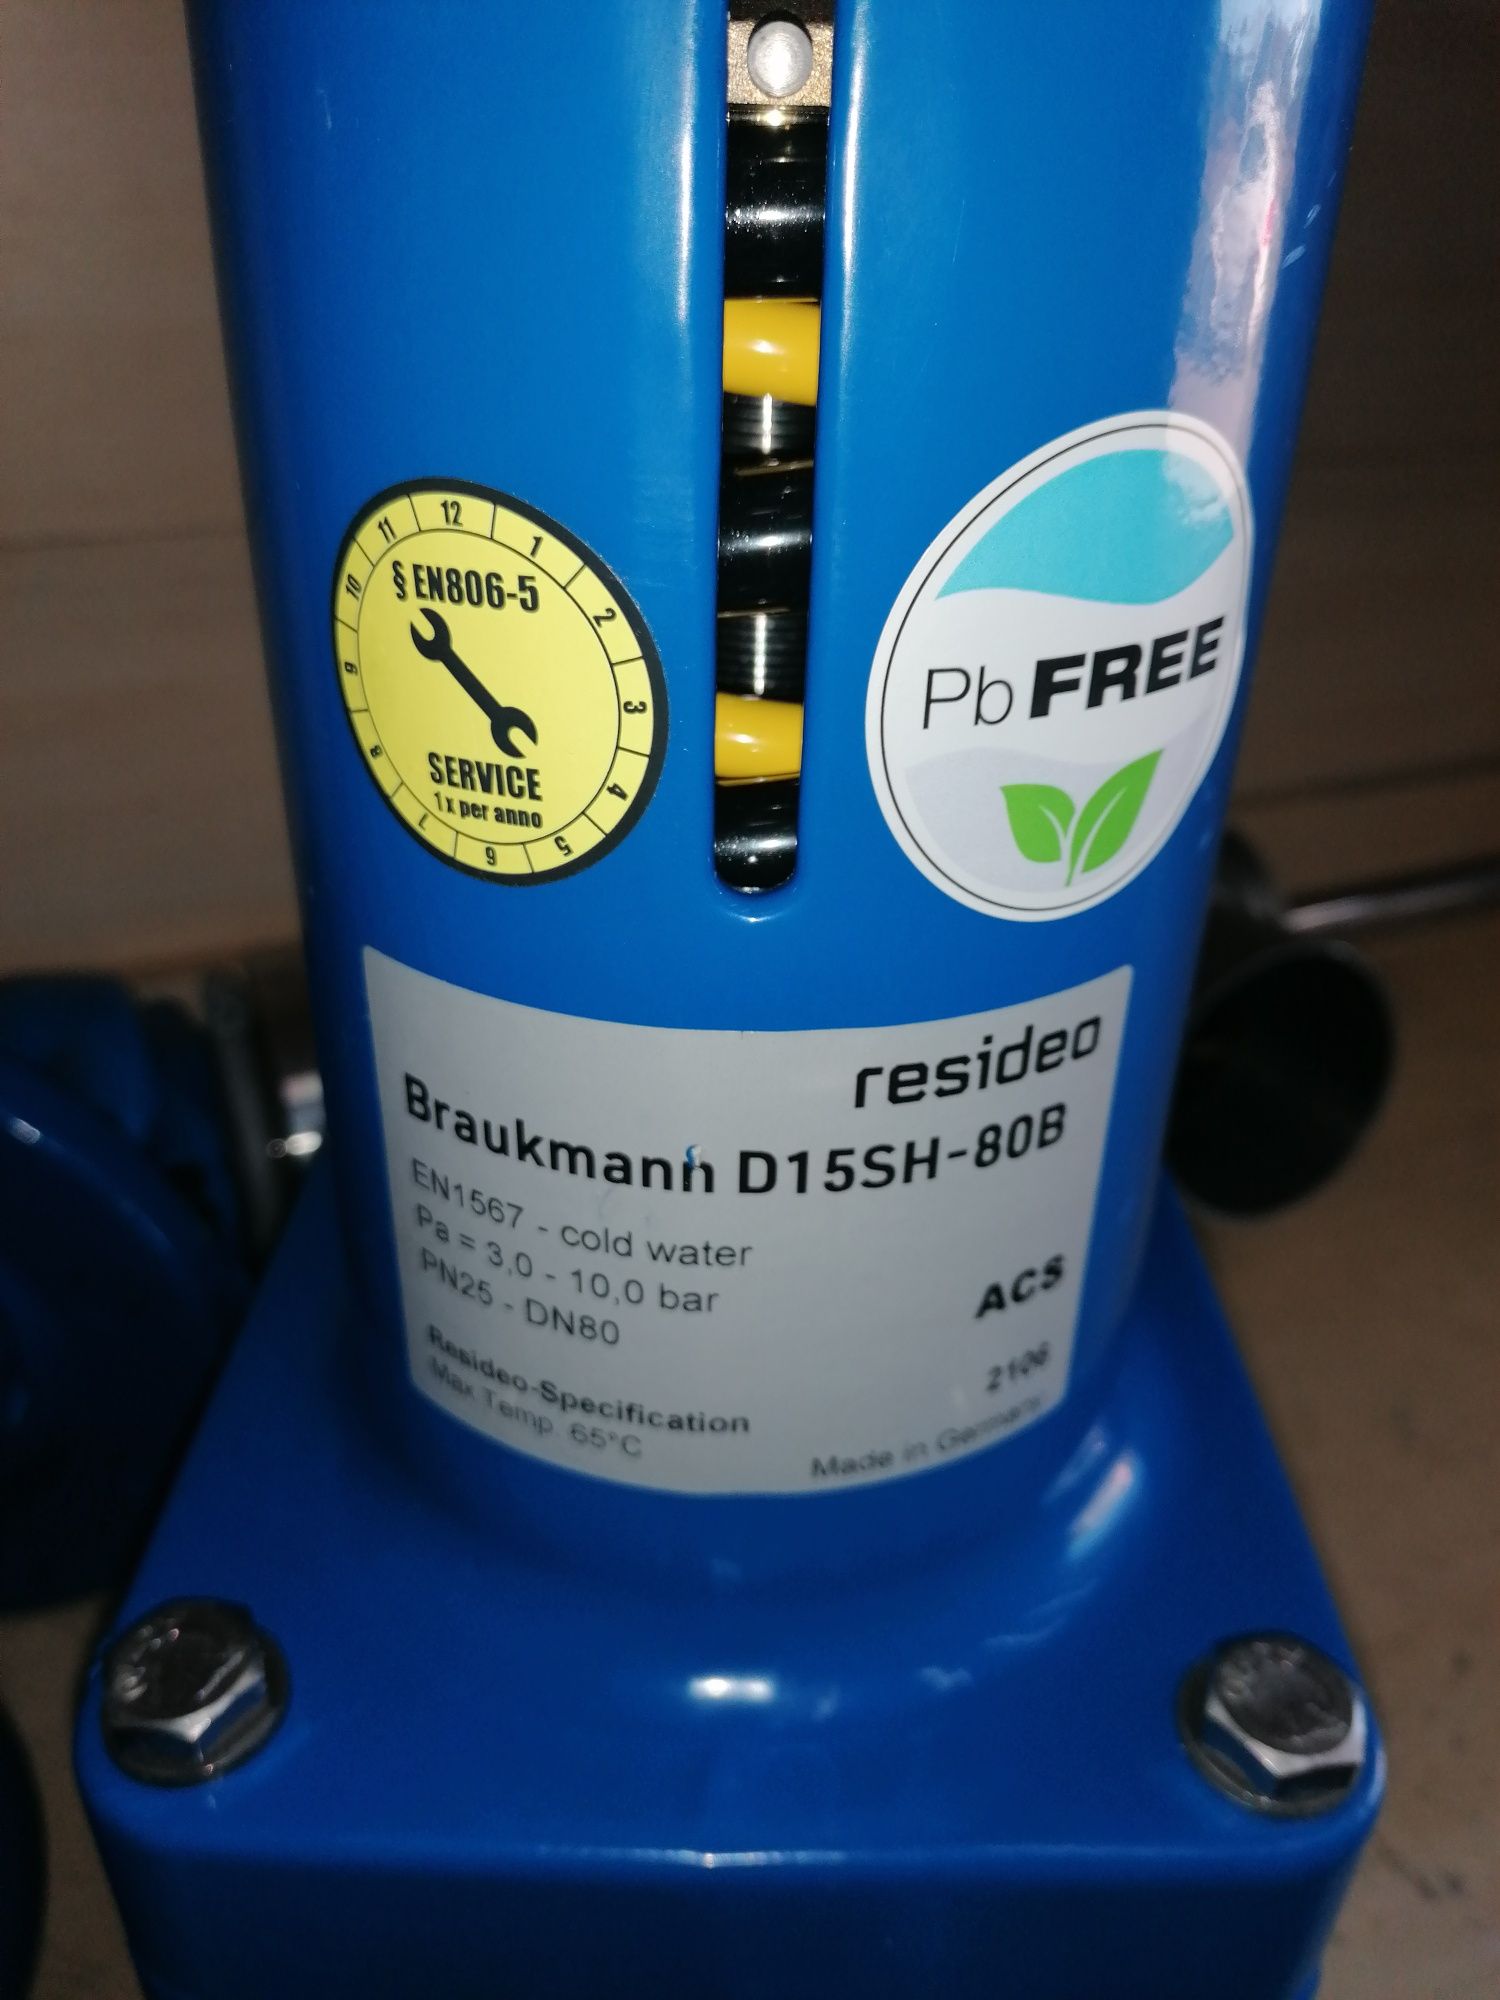 11
12
1
10
§ EN806-5
2
9
3
8
SERVICE
4
1 x per anno
7
6
5
Pb FREE
resideo
Braukmann D15SH-80B
EN1567 - cold water
Pa = 3,0 - 10,0 bar
PN25 - DN80
ACS
Resideo-Specification
Max Temp. 65°C
2106
Made in Germany